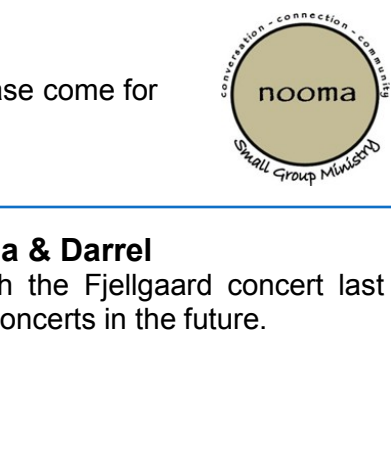 conversation - connection - community
ase come for
nooma
Small Group Ministry
a & Darrel
h the Fjellgaard concert last
oncerts in the future.